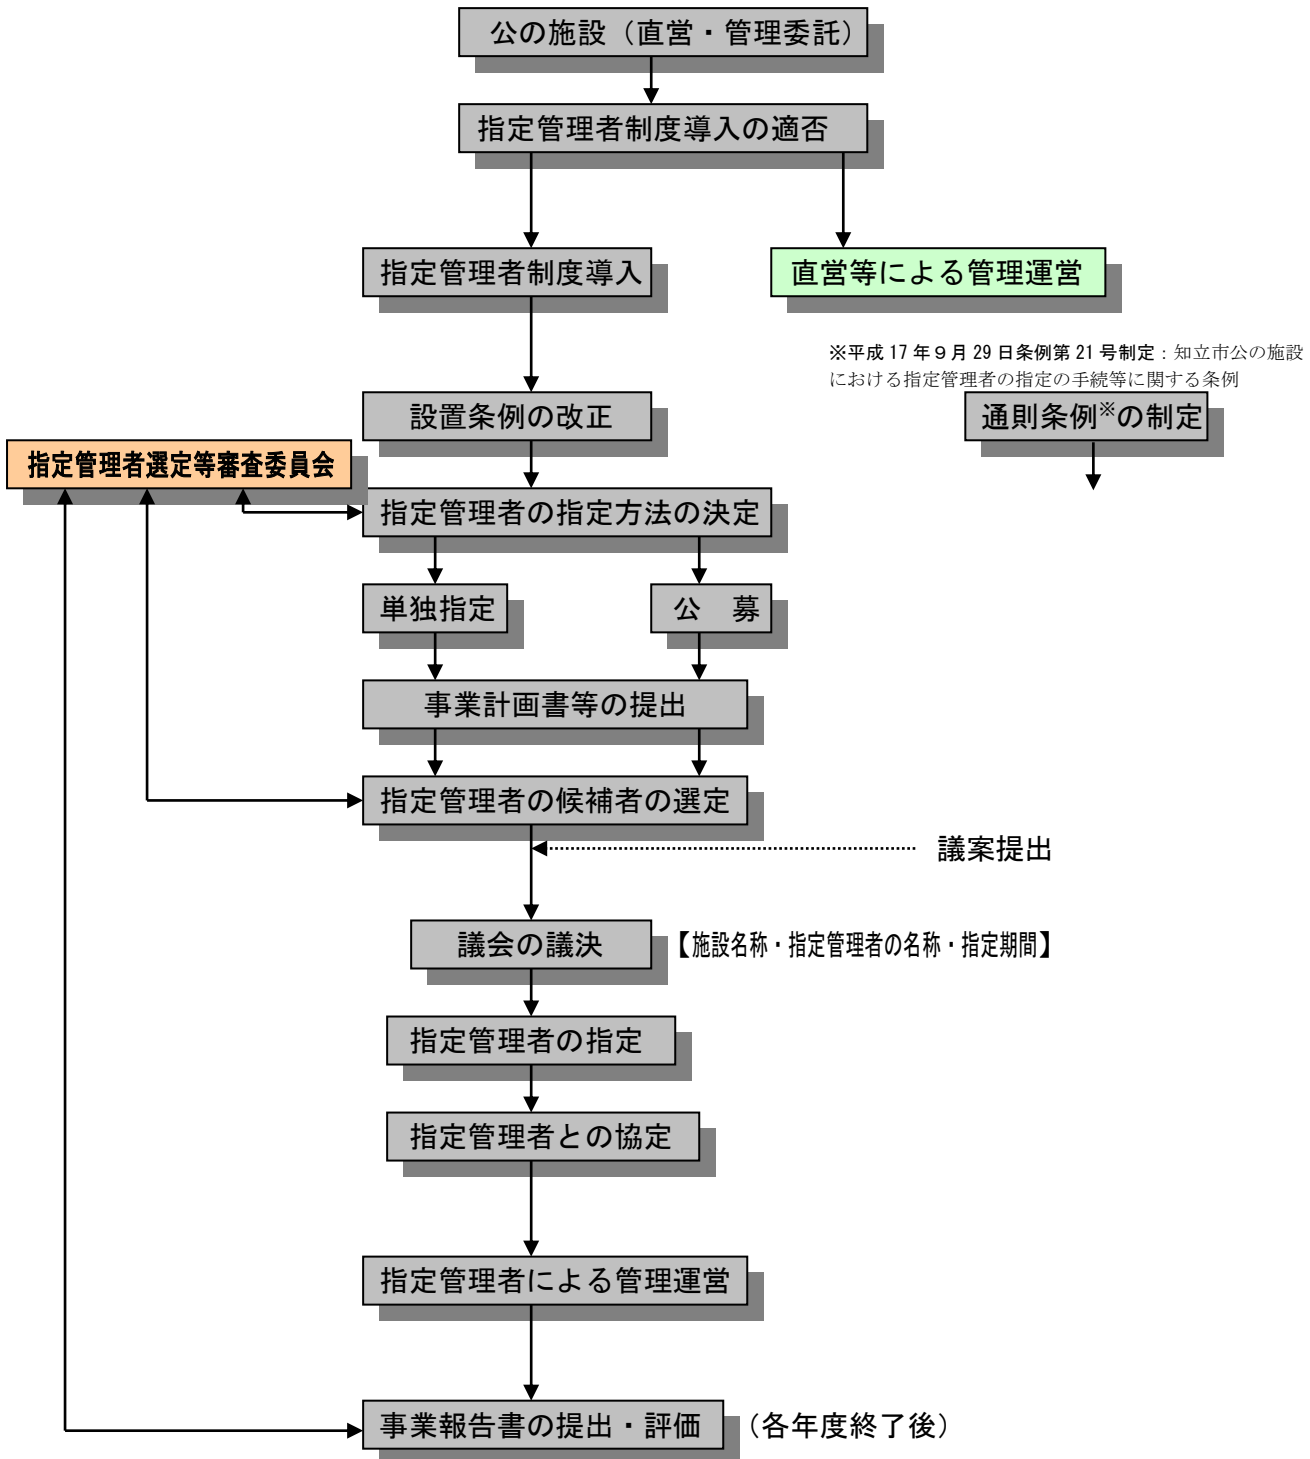 公の施設（直営・管理委託）
指定管理者制度導入の適否
指定管理者制度導入
直営等による管理運営
※平成 17 年９月 29 日条例第 21 号制定：知立市公の施設
における指定管理者の指定の手続等に関する条例
設置条例の改正
通則条例※の制定
指定管理者選定等審査委員会
指定管理者の指定方法の決定
単独指定
公　募
事業計画書等の提出
指定管理者の候補者の選定
議案提出
議会の議決
【施設名称・指定管理者の名称・指定期間】
指定管理者の指定
指定管理者との協定
指定管理者による管理運営
事業報告書の提出・評価
（各年度終了後）